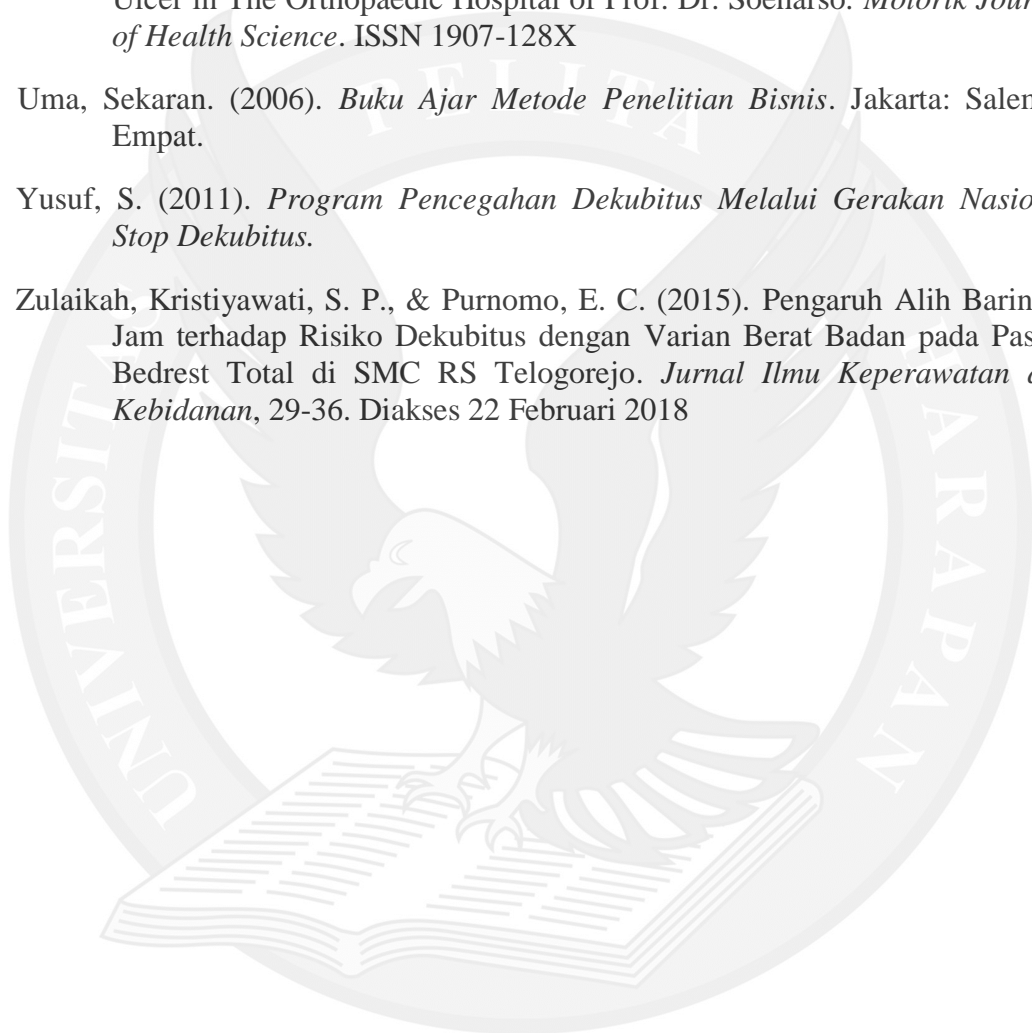 Ulcer in The Orthopaedic Hospital of Prof. Dr. Soeharso. Motorik Jour
of Health Science. ISSN 1907-128X
Uma, Sekaran. (2006). Buku Ajar Metode Penelitian Bisnis. Jakarta: Salem
Empat.
Yusuf, S. (2011). Program Pencegahan Dekubitus Melalui Gerakan Nasio
Stop Dekubitus.
Zulaikah, Kristiyawati, S. P., & Purnomo, E. C. (2015). Pengaruh Alih Barin
Jam terhadap Risiko Dekubitus dengan Varian Berat Badan pada Pas
Bedrest Total di SMC RS Telogorejo. Jurnal Ilmu Keperawatan d
Kebidanan, 29-36. Diakses 22 Februari 2018
UNIVERSITAS PELITA HARAPAN